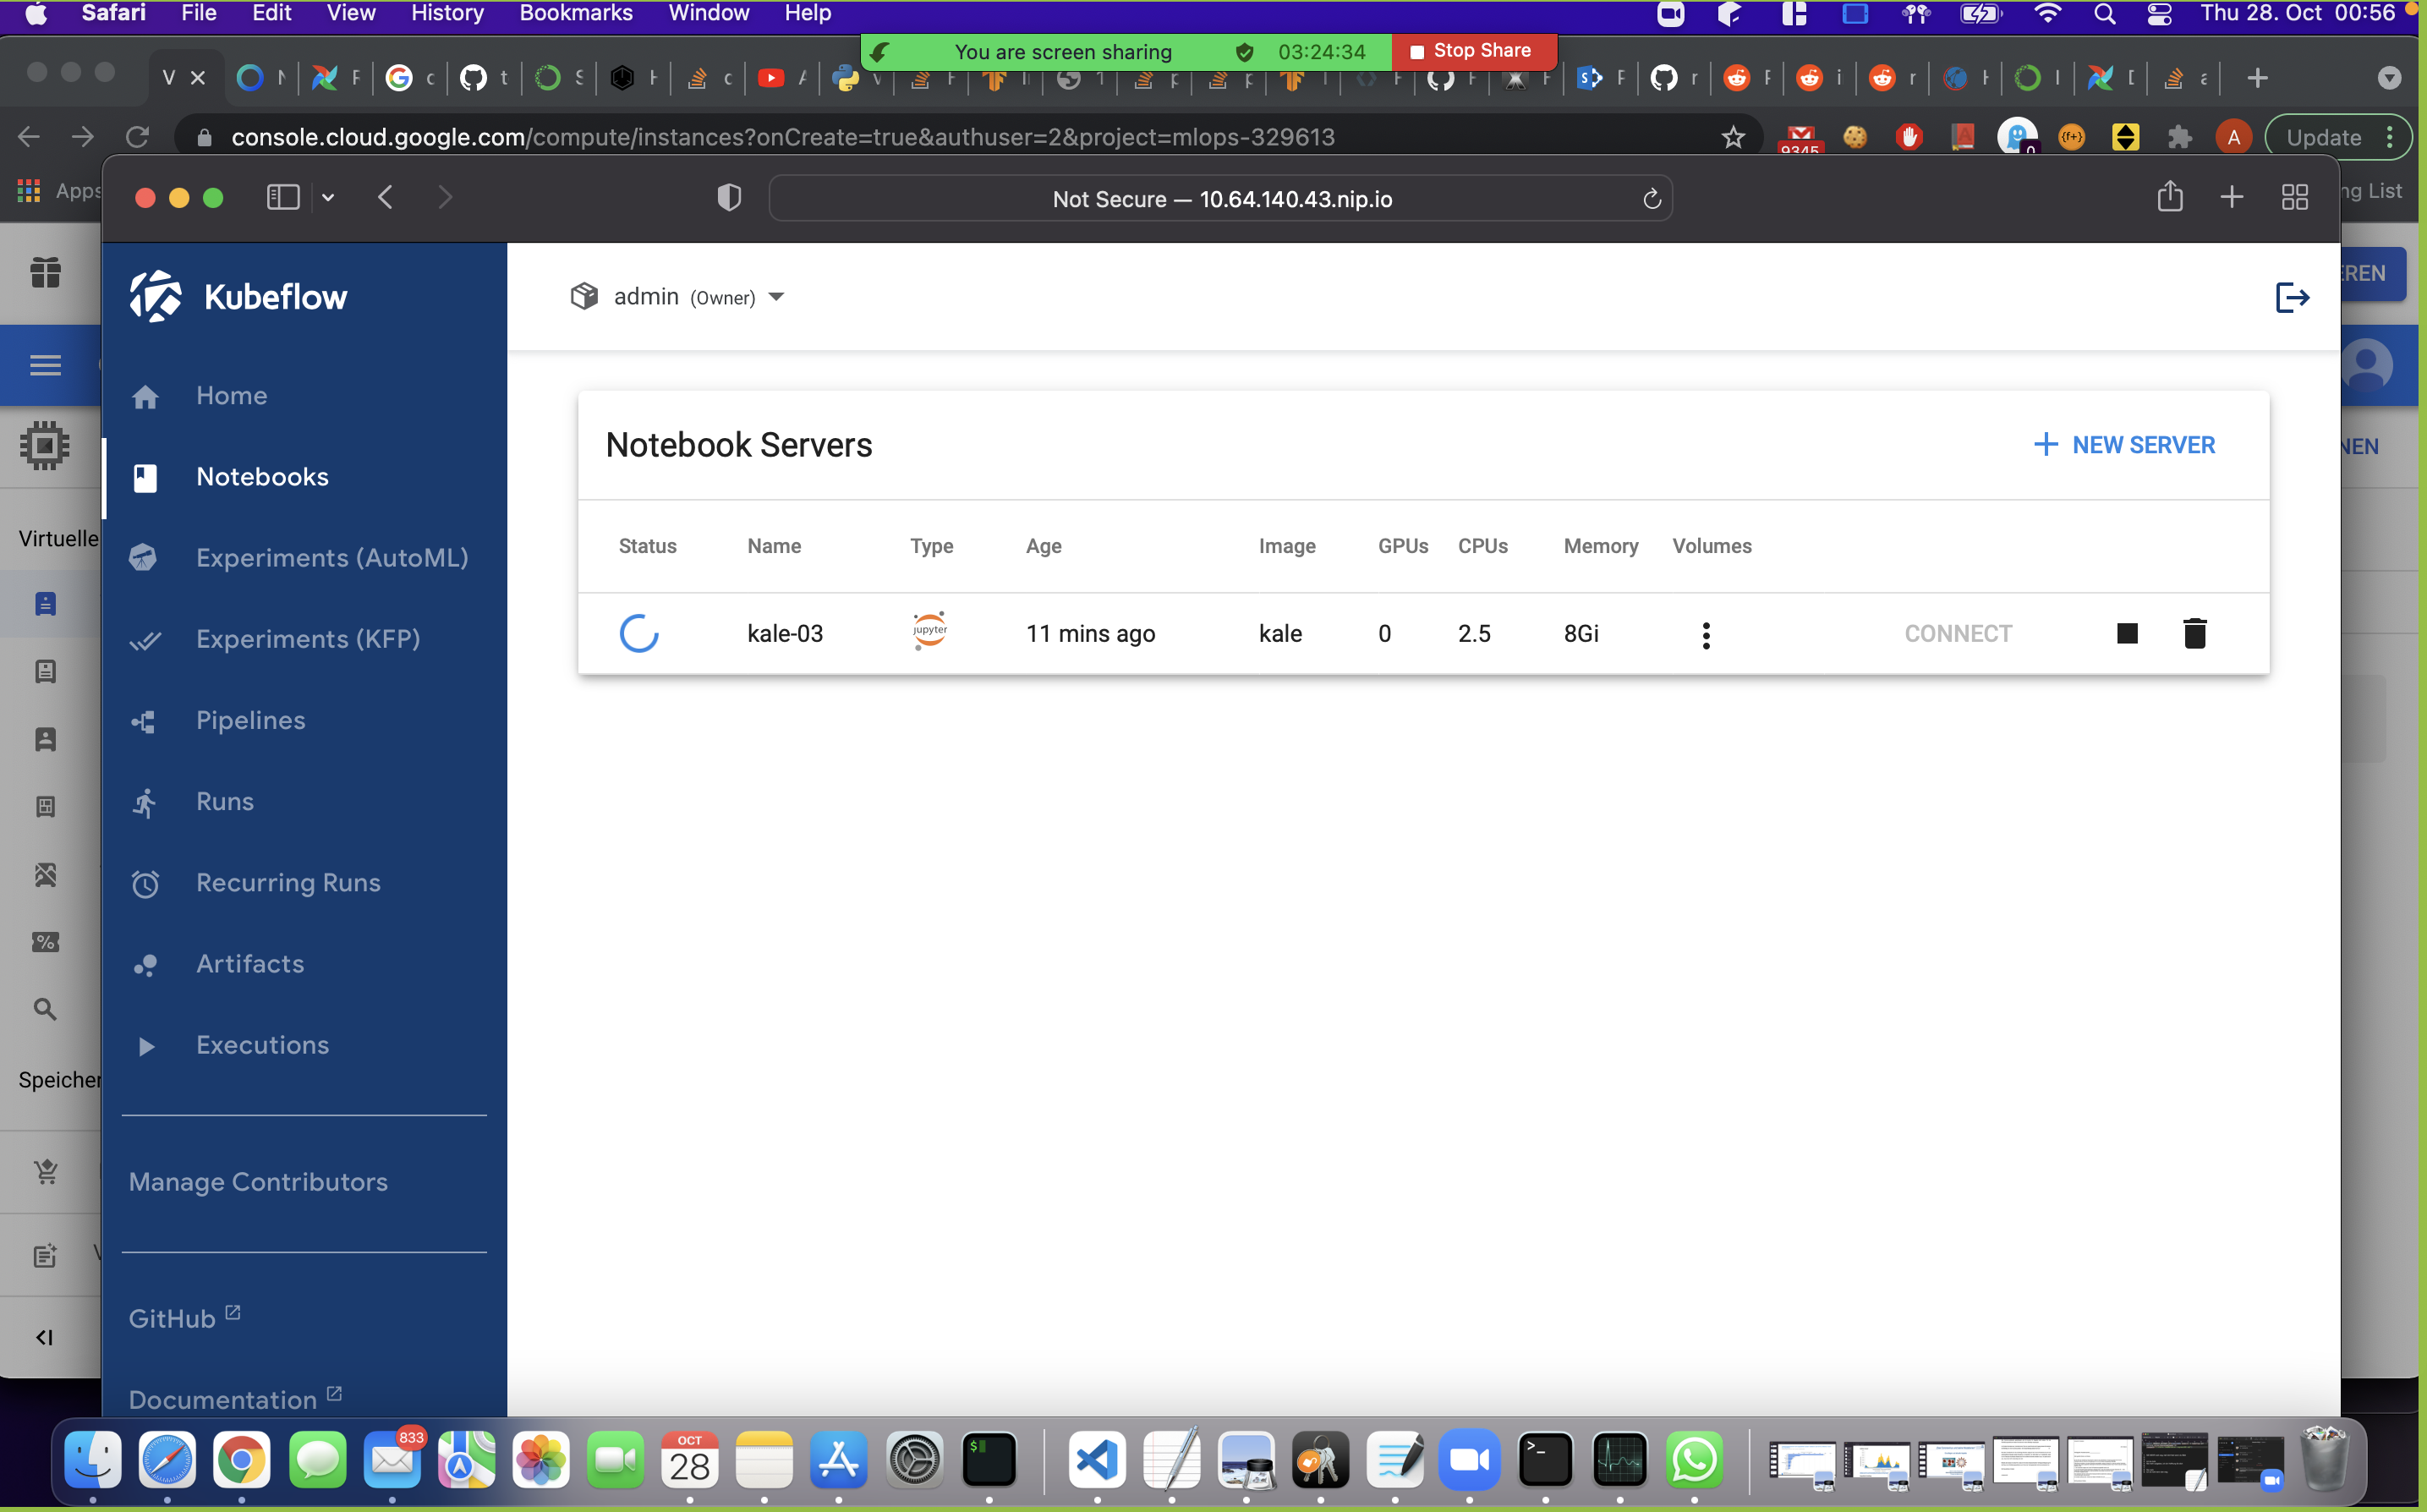 Safari File Edit View History Bookmarks Window Help Thu 28. Oct 00:56
You are screen sharing 03:24:34 Stop Share
console.cloud.google.com/compute/instances?onCreate=true&authuser=2&project=mlops-329613
9345
0
{f+}
A
Update
Apps
Not Secure — 10.64.140.43.nip.io
ng List
Kubeflow
admin (Owner)
EREN
Home
Notebook Servers
NEW SERVER
NEN
Notebooks
Virtuelle
Status Name Type Age Image GPUs CPUs Memory Volumes
Experiments (AutoML)
kale-03 jupyter 11 mins ago kale 0 2.5 8Gi CONNECT
Experiments (KFP)
Pipelines
Runs
Recurring Runs
Artifacts
Executions
Speicher
Manage Contributors
GitHub
Documentation
833
OCT
28